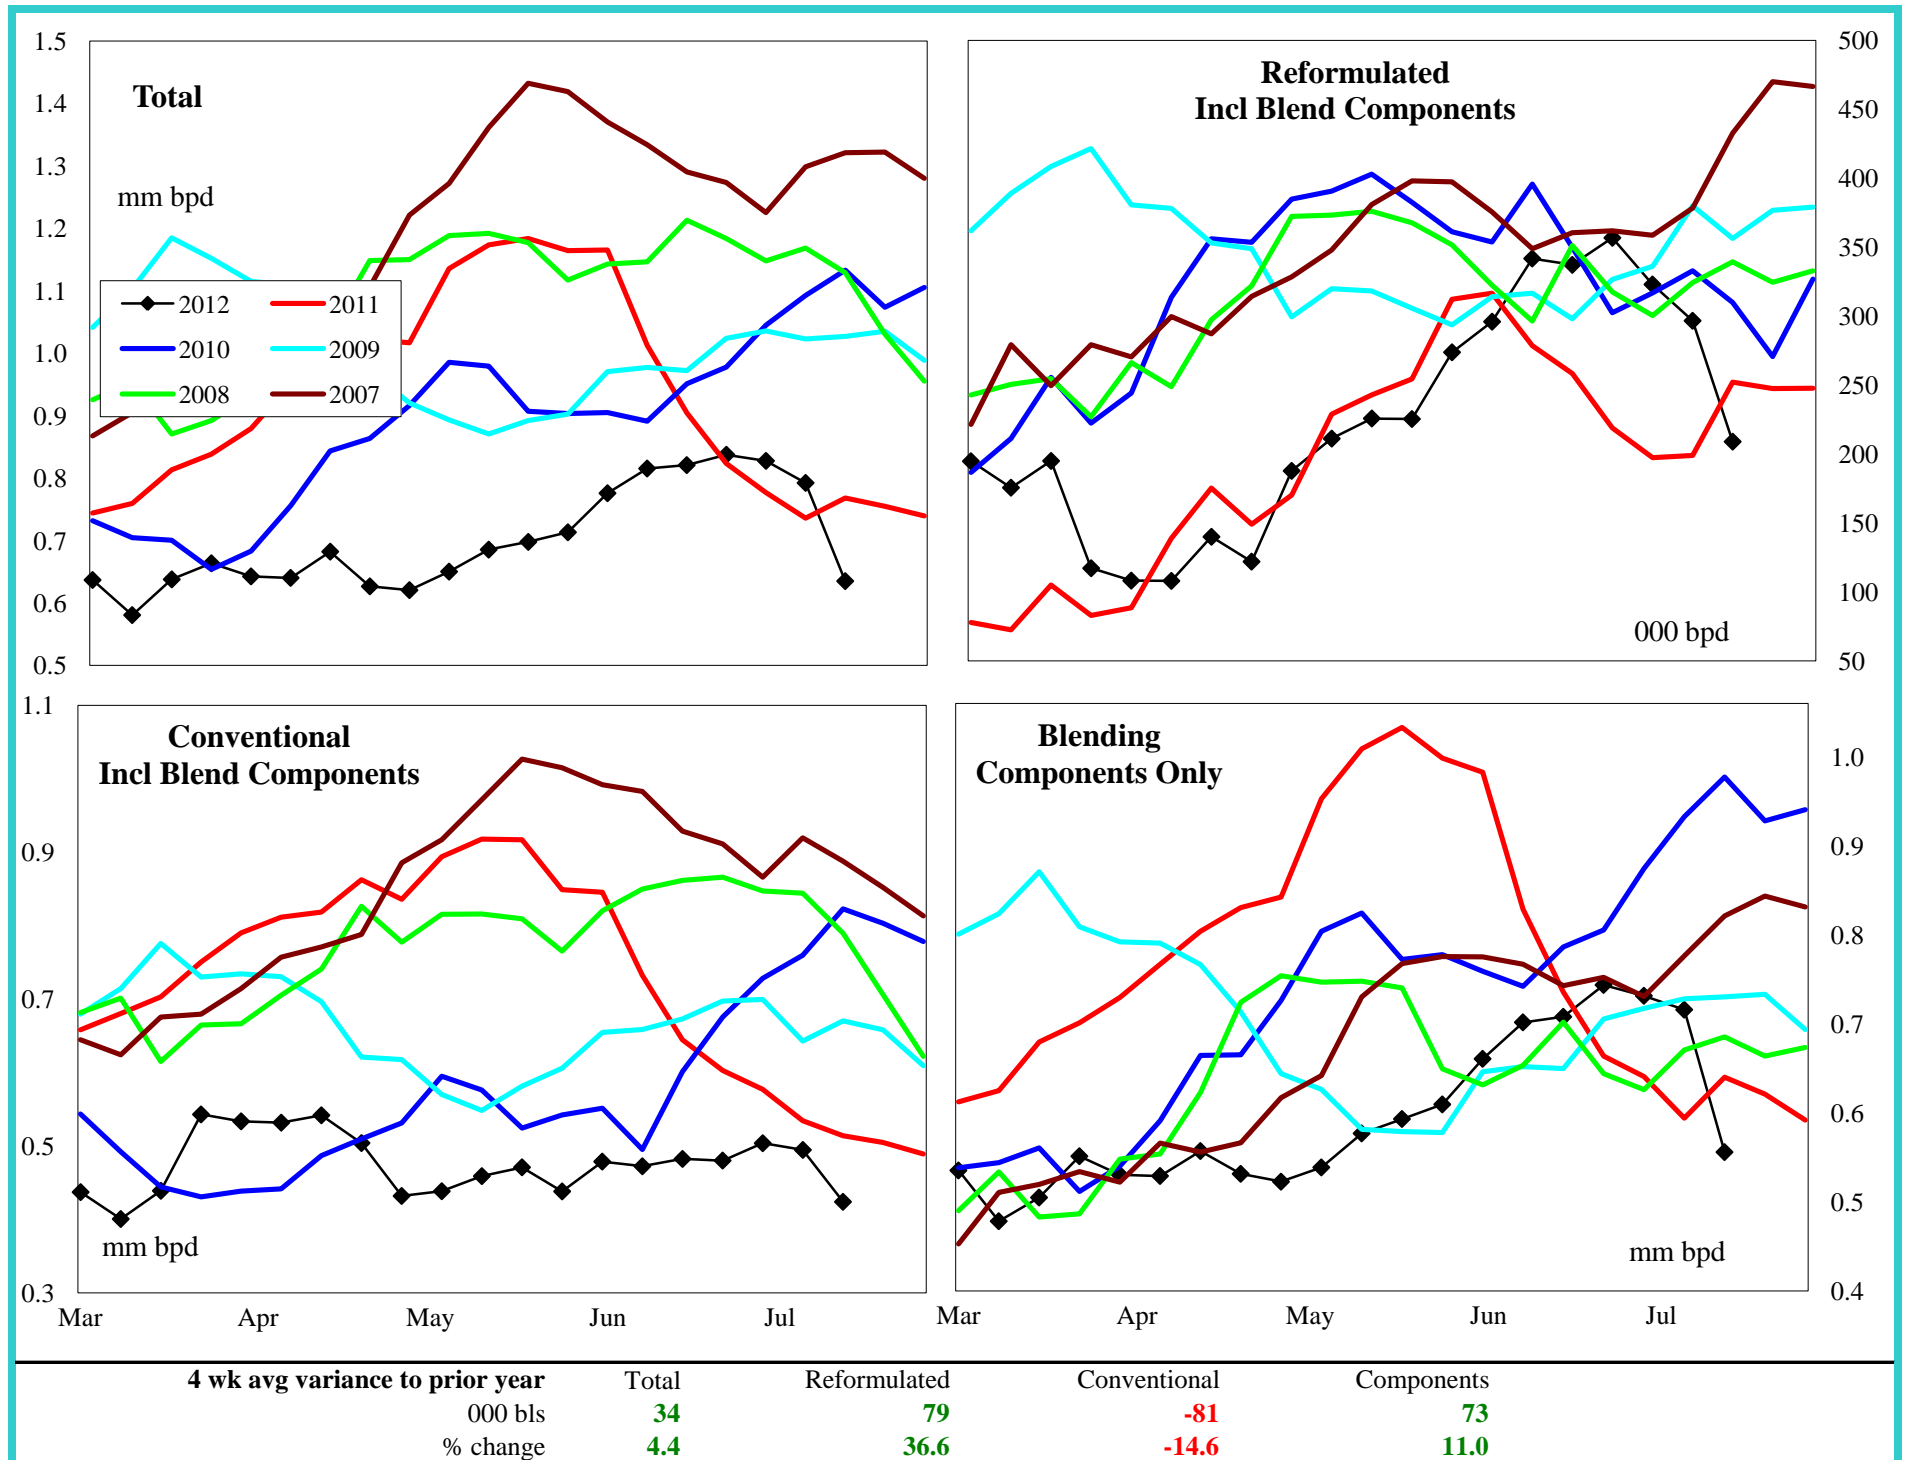 Total
mm bpd
1.5
1.4
1.3
1.2
1.1
1.0
0.9
0.8
0.7
0.6
0.5
2012 2011
2010 2009
2008 2007
Reformulated
Incl Blend Components
000 bpd
500
450
400
350
300
250
200
150
100
50
Conventional
Incl Blend Components
mm bpd
1.1
0.9
0.7
0.5
0.3
Mar Apr May Jun Jul
Blending
Components Only
mm bpd
1.0
0.9
0.8
0.7
0.6
0.5
0.4
Mar Apr May Jun Jul
4 wk avg variance to prior year Total Reformulated Conventional Components
000 bls 34 79 -81 73
% change 4.4 36.6 -14.6 11.0